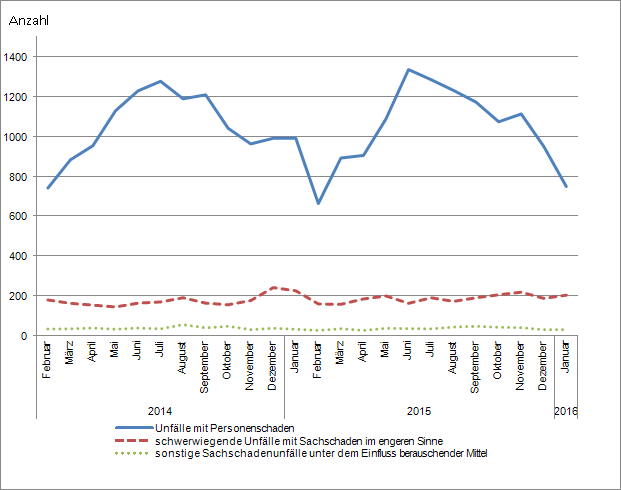 Anzahl
1400
1200
1000
800
600
400
200
0
Februar
März
April
Mai
Juni
Juli
August
September
Oktober
November
Dezember
Januar
Februar
März
April
Mai
Juni
Juli
August
September
Oktober
November
Dezember
Januar
2014
2015
2016
Unfälle mit Personenschaden
schwerwiegende Unfälle mit Sachschaden im engeren Sinne
sonstige Sachschadenunfälle unter dem Einfluss berauschender Mittel